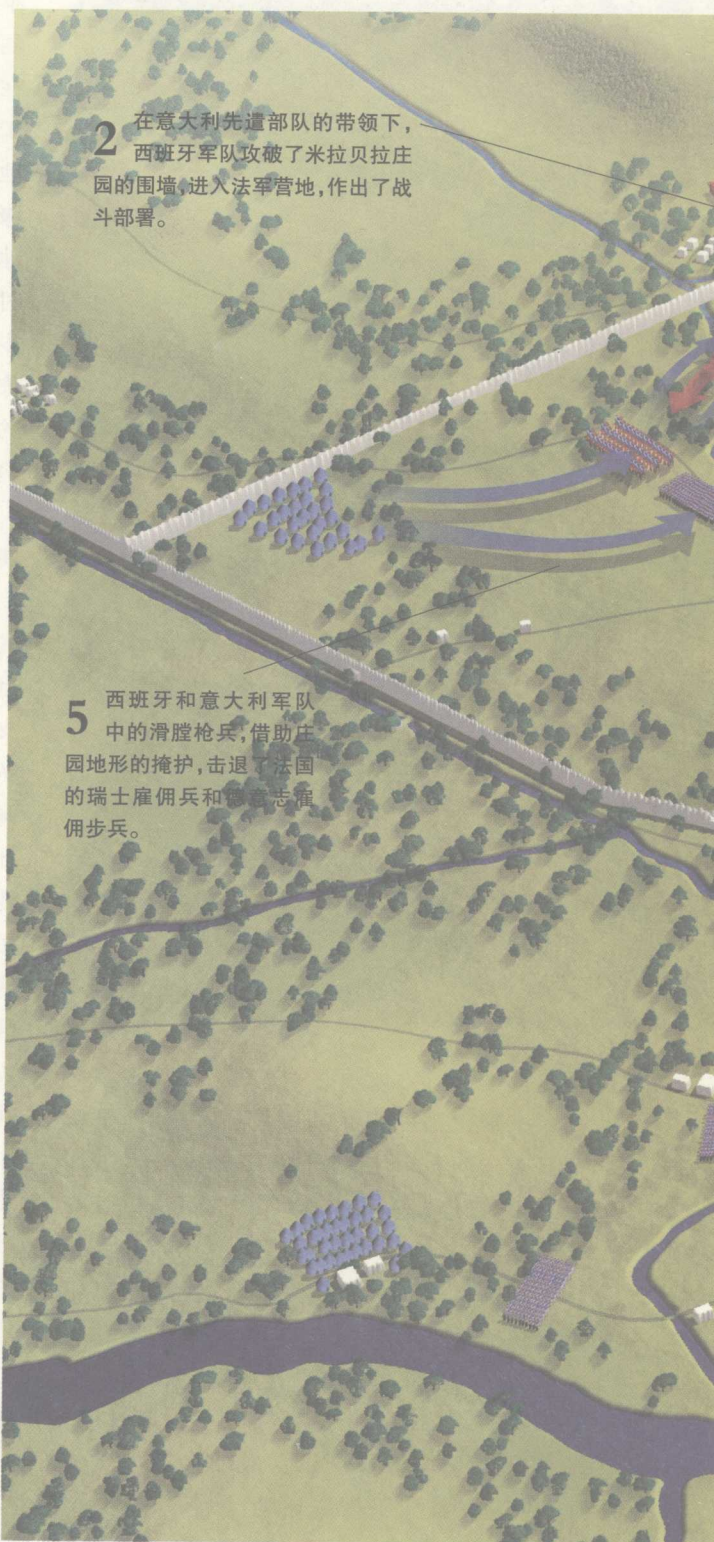 2 在意大利先遣部队的带领下，
西班牙军队攻破了米拉贝拉庄
园的围墙，进入法军营地，作出了战
斗部署。
5 西班牙和意大利军队
中的滑膛枪兵，借助庄
园地形的掩护，击退了法国
的瑞士雇佣兵和德意志雇
佣步兵。